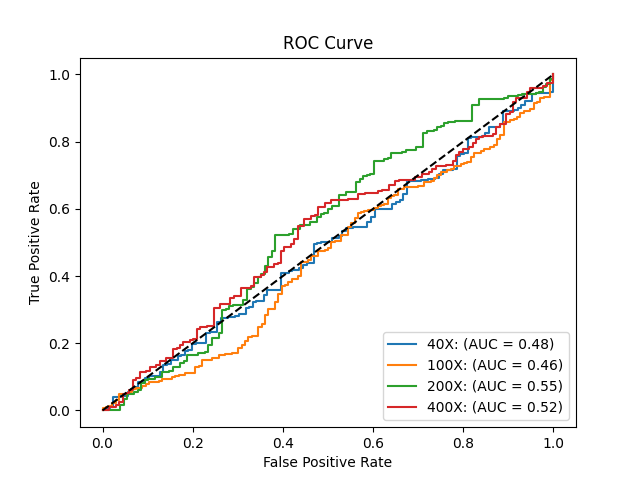 ROC Curve
True Positive Rate
1.0
0.8
0.6
0.4
0.2
0.0
40X: (AUC = 0.48)
100X: (AUC = 0.46)
200X: (AUC = 0.55)
400X: (AUC = 0.52)
0.0 0.2 0.4 0.6 0.8 1.0
False Positive Rate